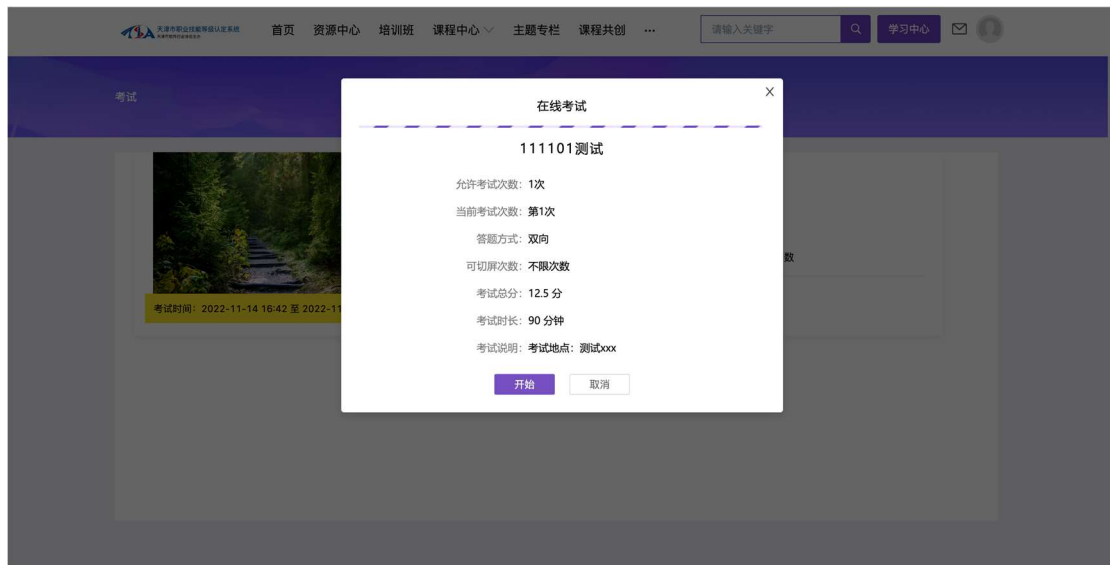 天津市职业技能等级认定系统
首页 资源中心 培训班 课程中心 主题专栏 课程共创 ···
请输入关键字
学习中心
考试
在线考试
X
111101测试
允许考试次数：1次
当前考试次数：第1次
答题方式：双向
可切屏次数：不限次数
数
考试总分：12.5 分
考试时间：2022-11-14 16:42 至 2022-11
考试时长：90 分钟
考试说明：考试地点：测试xxx
开始 取消